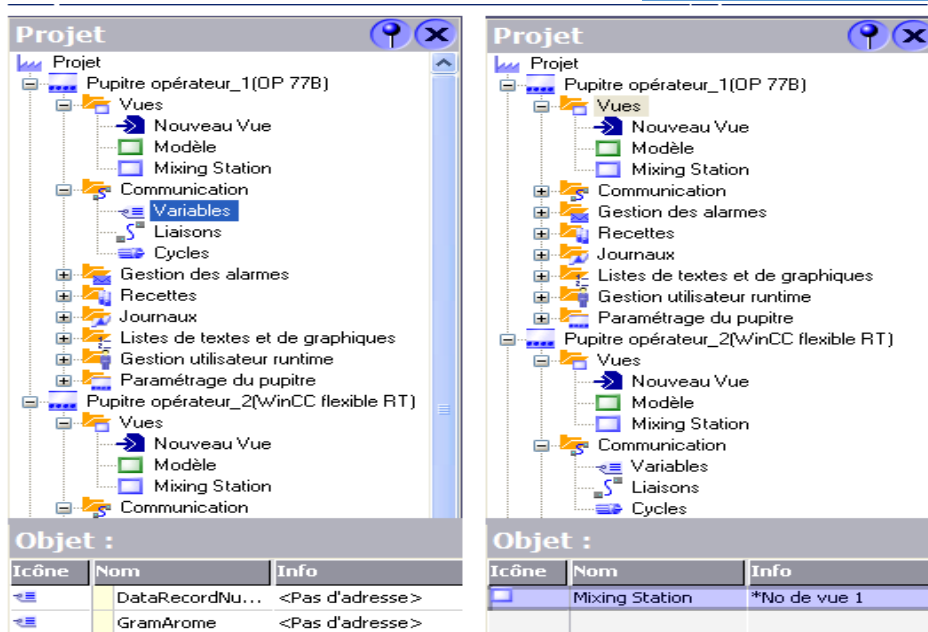 Projet
Projet
Pupitre opérateur_1(OP 77B)
Vues
Nouveau Vue
Modèle
Mixing Station
Communication
Variables
Liaisons
Cycles
Gestion des alarmes
Recettes
Journaux
Listes de textes et de graphiques
Gestion utilisateur runtime
Paramétrage du pupitre
Pupitre opérateur_2(WinCC flexible RT)
Vues
Nouveau Vue
Modèle
Mixing Station
Communication
Objet :
Icône Nom Info
DataRecordNu... <Pas d'adresse>
GramArome <Pas d'adresse>
Projet
Projet
Pupitre opérateur_1(OP 77B)
Vues
Nouveau Vue
Modèle
Mixing Station
Communication
Gestion des alarmes
Recettes
Journaux
Listes de textes et de graphiques
Gestion utilisateur runtime
Paramétrage du pupitre
Pupitre opérateur_2(WinCC flexible RT)
Vues
Nouveau Vue
Modèle
Mixing Station
Communication
Variables
Liaisons
Cycles
Objet :
Icône Nom Info
Mixing Station *No de vue 1